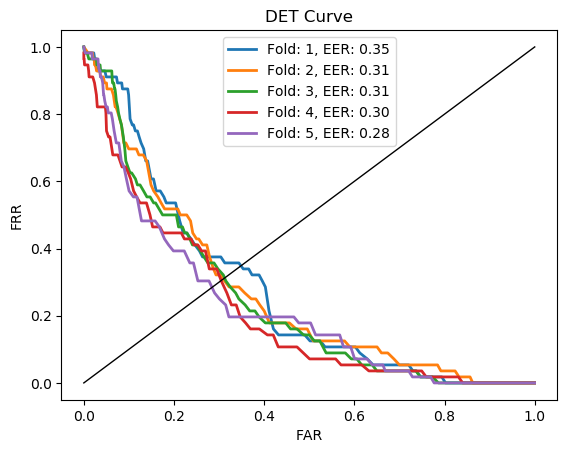 DET Curve
Fold: 1, EER: 0.35
Fold: 2, EER: 0.31
Fold: 3, EER: 0.31
Fold: 4, EER: 0.30
Fold: 5, EER: 0.28
1.0
0.8
0.6
0.4
0.2
0.0
FRR
0.0 0.2 0.4 0.6 0.8 1.0
FAR